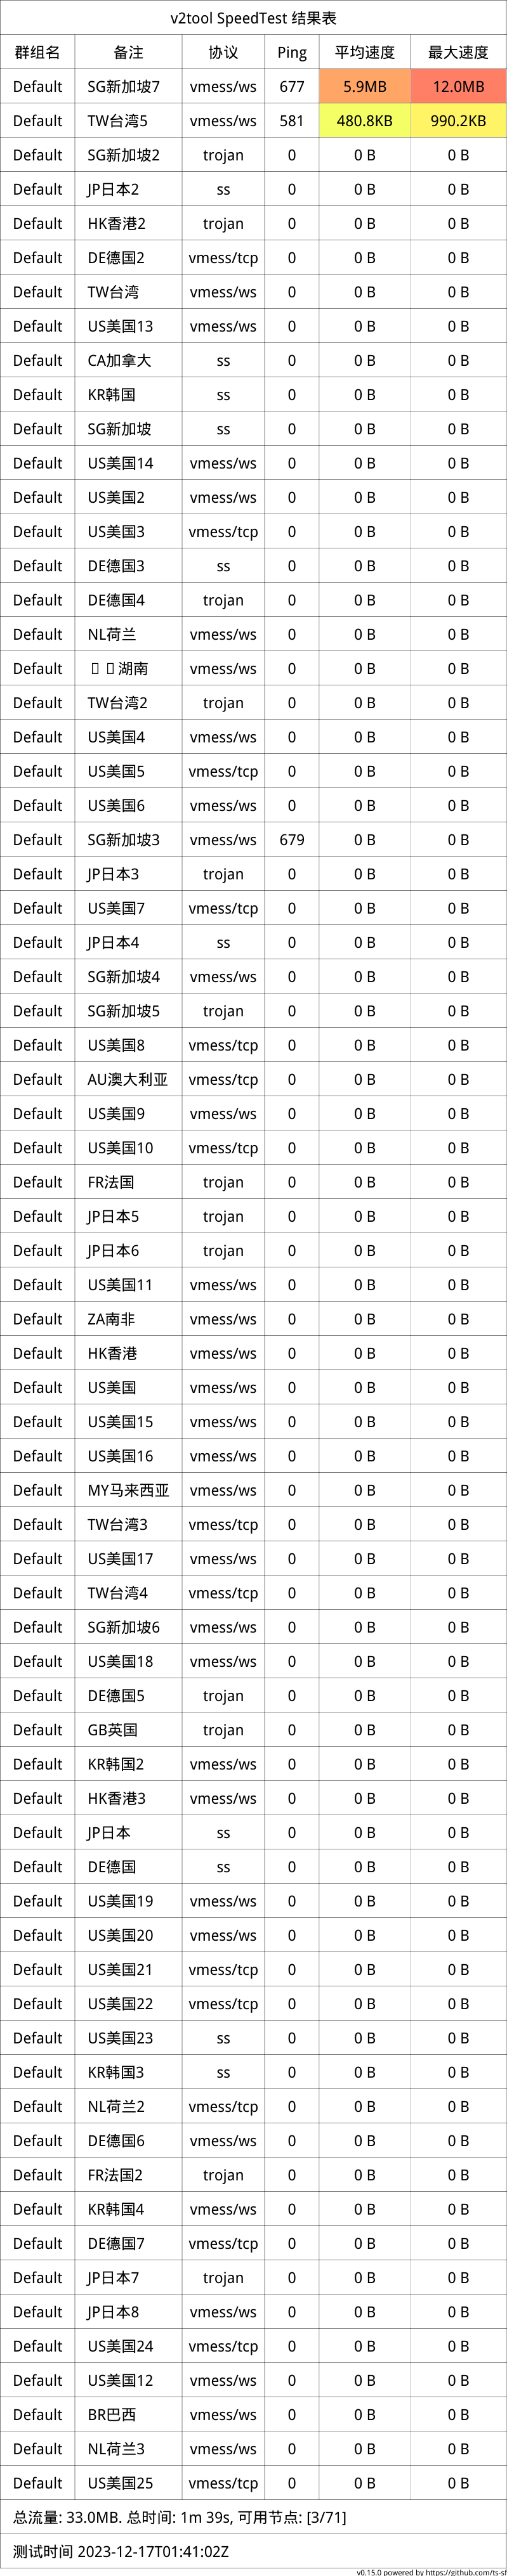 v2tool SpeedTest 结果表
群组名 备注 协议 Ping 平均速度 最大速度
Default SG新加坡7 vmess/ws 677 5.9MB 12.0MB
Default TW台湾5 vmess/ws 581 480.8KB 990.2KB
Default SG新加坡2 trojan 0 0 B 0 B
Default JP日本2 ss 0 0 B 0 B
Default HK香港2 trojan 0 0 B 0 B
Default DE德国2 vmess/tcp 0 0 B 0 B
Default TW台湾 vmess/ws 0 0 B 0 B
Default US美国13 vmess/ws 0 0 B 0 B
Default CA加拿大 ss 0 0 B 0 B
Default KR韩国 ss 0 0 B 0 B
Default SG新加坡 ss 0 0 B 0 B
Default US美国14 vmess/ws 0 0 B 0 B
Default US美国2 vmess/ws 0 0 B 0 B
Default US美国3 vmess/tcp 0 0 B 0 B
Default DE德国3 ss 0 0 B 0 B
Default DE德国4 trojan 0 0 B 0 B
Default NL荷兰 vmess/ws 0 0 B 0 B
Default 湖南 vmess/ws 0 0 B 0 B
Default TW台湾2 trojan 0 0 B 0 B
Default US美国4 vmess/ws 0 0 B 0 B
Default US美国5 vmess/tcp 0 0 B 0 B
Default US美国6 vmess/ws 0 0 B 0 B
Default SG新加坡3 vmess/ws 679 0 B 0 B
Default JP日本3 trojan 0 0 B 0 B
Default US美国7 vmess/tcp 0 0 B 0 B
Default JP日本4 ss 0 0 B 0 B
Default SG新加坡4 vmess/ws 0 0 B 0 B
Default SG新加坡5 trojan 0 0 B 0 B
Default US美国8 vmess/tcp 0 0 B 0 B
Default AU澳大利亚 vmess/tcp 0 0 B 0 B
Default US美国9 vmess/ws 0 0 B 0 B
Default US美国10 vmess/tcp 0 0 B 0 B
Default FR法国 trojan 0 0 B 0 B
Default JP日本5 trojan 0 0 B 0 B
Default JP日本6 trojan 0 0 B 0 B
Default US美国11 vmess/ws 0 0 B 0 B
Default ZA南非 vmess/ws 0 0 B 0 B
Default HK香港 vmess/ws 0 0 B 0 B
Default US美国 vmess/ws 0 0 B 0 B
Default US美国15 vmess/ws 0 0 B 0 B
Default US美国16 vmess/ws 0 0 B 0 B
Default MY马来西亚 vmess/ws 0 0 B 0 B
Default TW台湾3 vmess/tcp 0 0 B 0 B
Default US美国17 vmess/ws 0 0 B 0 B
Default TW台湾4 vmess/tcp 0 0 B 0 B
Default SG新加坡6 vmess/ws 0 0 B 0 B
Default US美国18 vmess/ws 0 0 B 0 B
Default DE德国5 trojan 0 0 B 0 B
Default GB英国 trojan 0 0 B 0 B
Default KR韩国2 vmess/ws 0 0 B 0 B
Default HK香港3 vmess/ws 0 0 B 0 B
Default JP日本 ss 0 0 B 0 B
Default DE德国 ss 0 0 B 0 B
Default US美国19 vmess/ws 0 0 B 0 B
Default US美国20 vmess/ws 0 0 B 0 B
Default US美国21 vmess/tcp 0 0 B 0 B
Default US美国22 vmess/tcp 0 0 B 0 B
Default US美国23 ss 0 0 B 0 B
Default KR韩国3 ss 0 0 B 0 B
Default NL荷兰2 vmess/tcp 0 0 B 0 B
Default DE德国6 vmess/ws 0 0 B 0 B
Default FR法国2 trojan 0 0 B 0 B
Default KR韩国4 vmess/ws 0 0 B 0 B
Default DE德国7 vmess/tcp 0 0 B 0 B
Default JP日本7 trojan 0 0 B 0 B
Default JP日本8 vmess/ws 0 0 B 0 B
Default US美国24 vmess/tcp 0 0 B 0 B
Default US美国12 vmess/ws 0 0 B 0 B
Default BR巴西 vmess/ws 0 0 B 0 B
Default NL荷兰3 vmess/ws 0 0 B 0 B
Default US美国25 vmess/tcp 0 0 B 0 B
总流量: 33.0MB. 总时间: 1m 39s, 可用节点: [3/71]
测试时间 2023-12-17T01:41:02Z
v0.15.0 powered by https://github.com/ts-sf